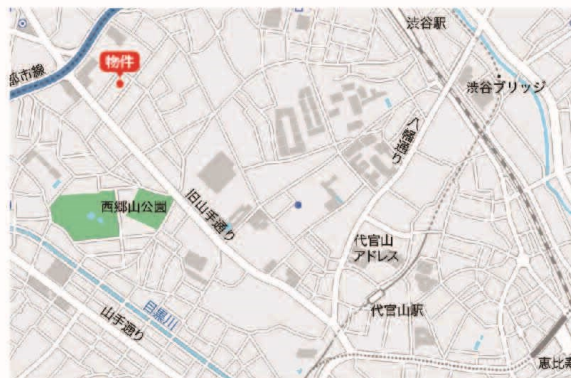 渋谷駅
物件
都市線
渋谷ブリッジ
八幡通り
西郷山公園
旧山手通り
代官山
アドレス
目黒川
山手通り
代官山駅
恵比寿